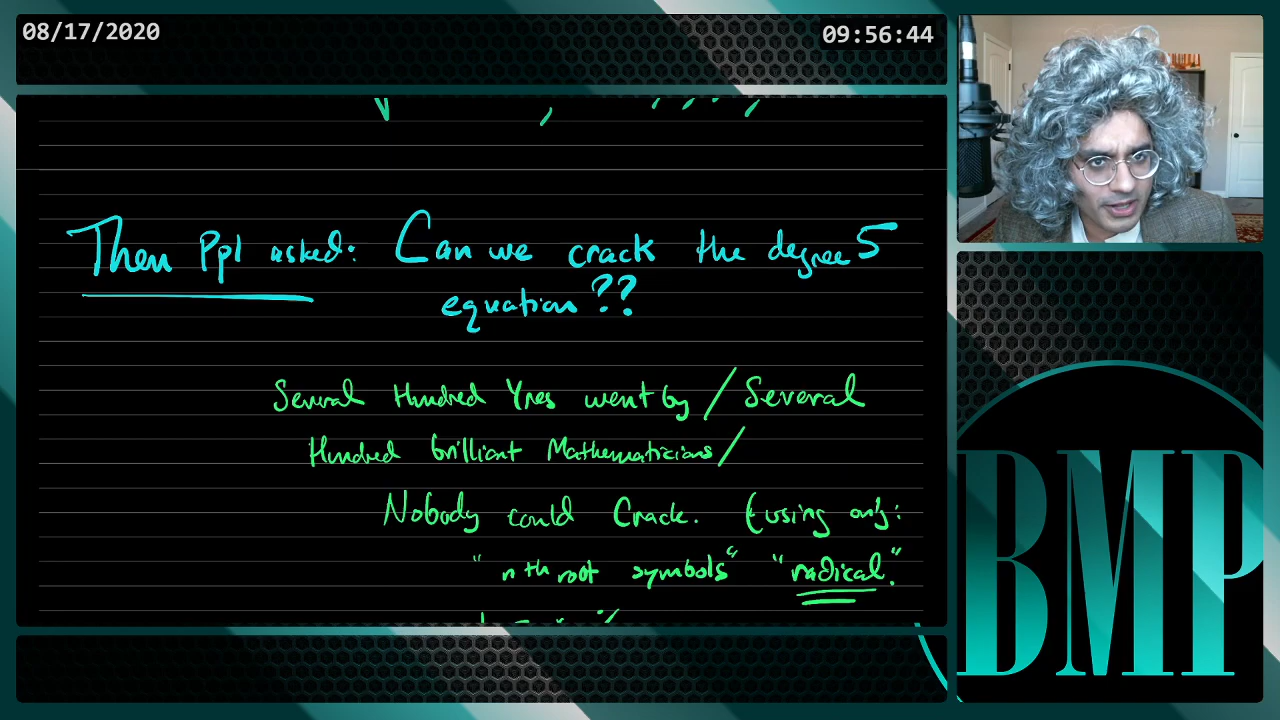 08/17/2020
09:56:44
Then Ppl asked: Can we crack the degree 5
equation??
Several Hundred Yres went by / Several
Hundred brilliant Mathematicians/
Nobody could Crack. (using only:
"nth root symbols" "radical."
BMP